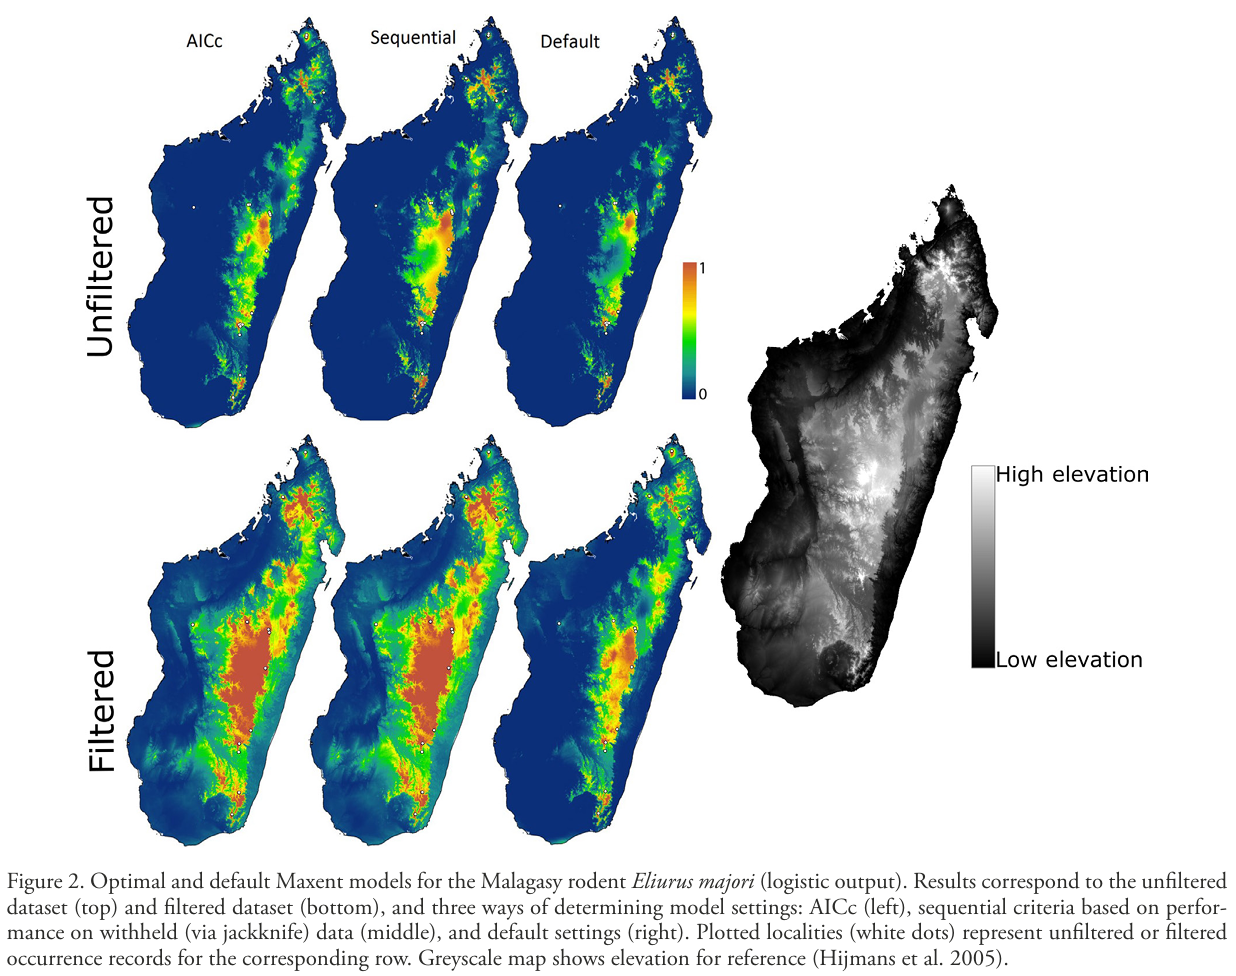 AICc
Sequential
Default
Unfiltered
1
0
High elevation
Low elevation
Filtered
Figure 2. Optimal and default Maxent models for the Malagasy rodent Eliurus majori (logistic output). Results correspond to the unfiltered
dataset (top) and filtered dataset (bottom), and three ways of determining model settings: AICc (left), sequential criteria based on perfor-
mance on withheld (via jackknife) data (middle), and default settings (right). Plotted localities (white dots) represent unfiltered or filtered
occurrence records for the corresponding row. Greyscale map shows elevation for reference (Hijmans et al. 2005).